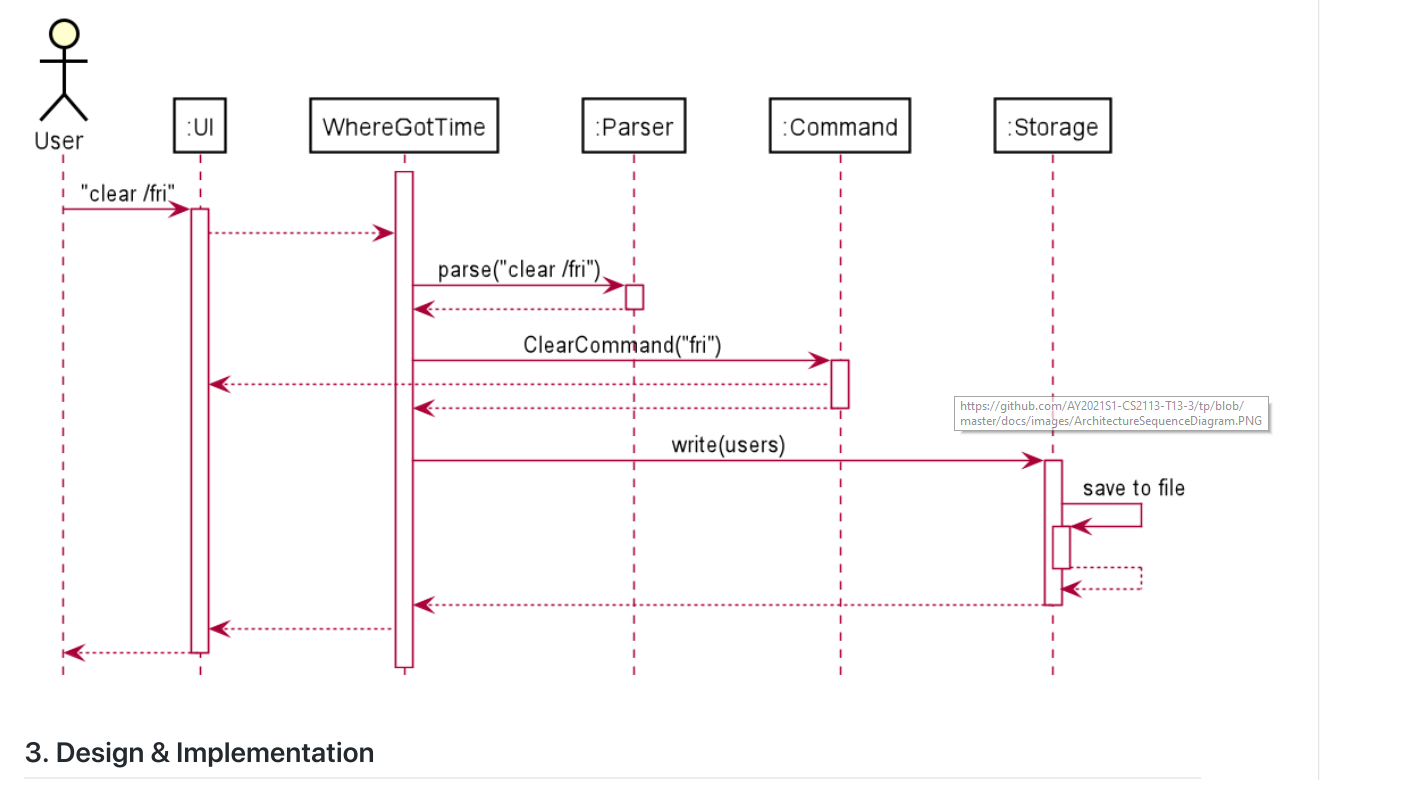 User
:UI
WhereGotTime
:Parser
:Command
:Storage
"clear /fri"
parse("clear /fri")
ClearCommand("fri")
https://github.com/AY2021S1-CS2113-T13-3/tp/blob/
master/docs/images/ArchitectureSequenceDiagram.PNG
write(users)
save to file
3. Design & Implementation